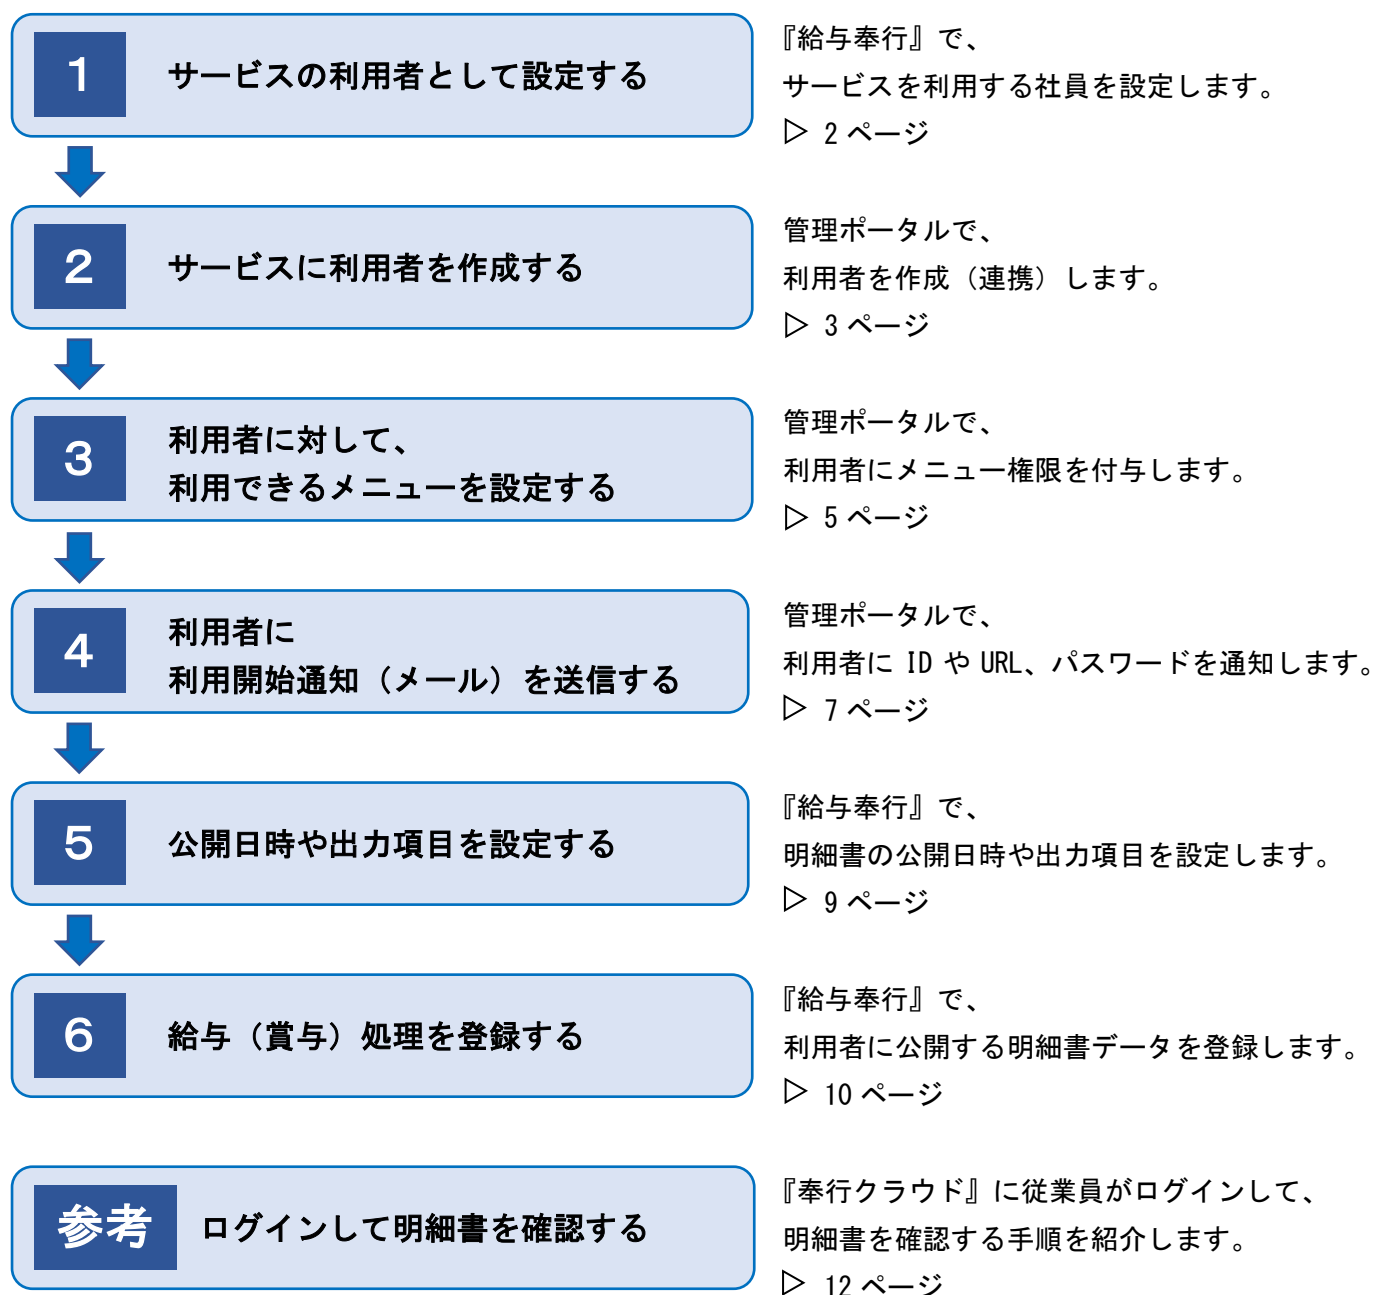 1
サービスの利用者として設定する
『給与奉行』で、
サービスを利用する社員を設定します。
▷ 2 ページ
2
サービスに利用者を作成する
管理ポータルで、
利用者を作成（連携）します。
▷ 3 ページ
3
利用者に対して、
利用できるメニューを設定する
管理ポータルで、
利用者にメニュー権限を付与します。
▷ 5 ページ
4
利用者に
利用開始通知（メール）を送信する
管理ポータルで、
利用者に ID や URL、パスワードを通知します。
▷ 7 ページ
5
公開日時や出力項目を設定する
『給与奉行』で、
明細書の公開日時や出力項目を設定します。
▷ 9 ページ
6
給与（賞与）処理を登録する
『給与奉行』で、
利用者に公開する明細書データを登録します。
▷ 10 ページ
参考
ログインして明細書を確認する
『奉行クラウド』に従業員がログインして、
明細書を確認する手順を紹介します。
▷ 12 ページ